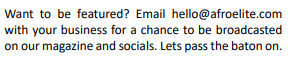 Want to be featured? Email hello@afroelite.com
with your business for a chance to be broadcasted
on our magazine and socials. Lets pass the baton on.